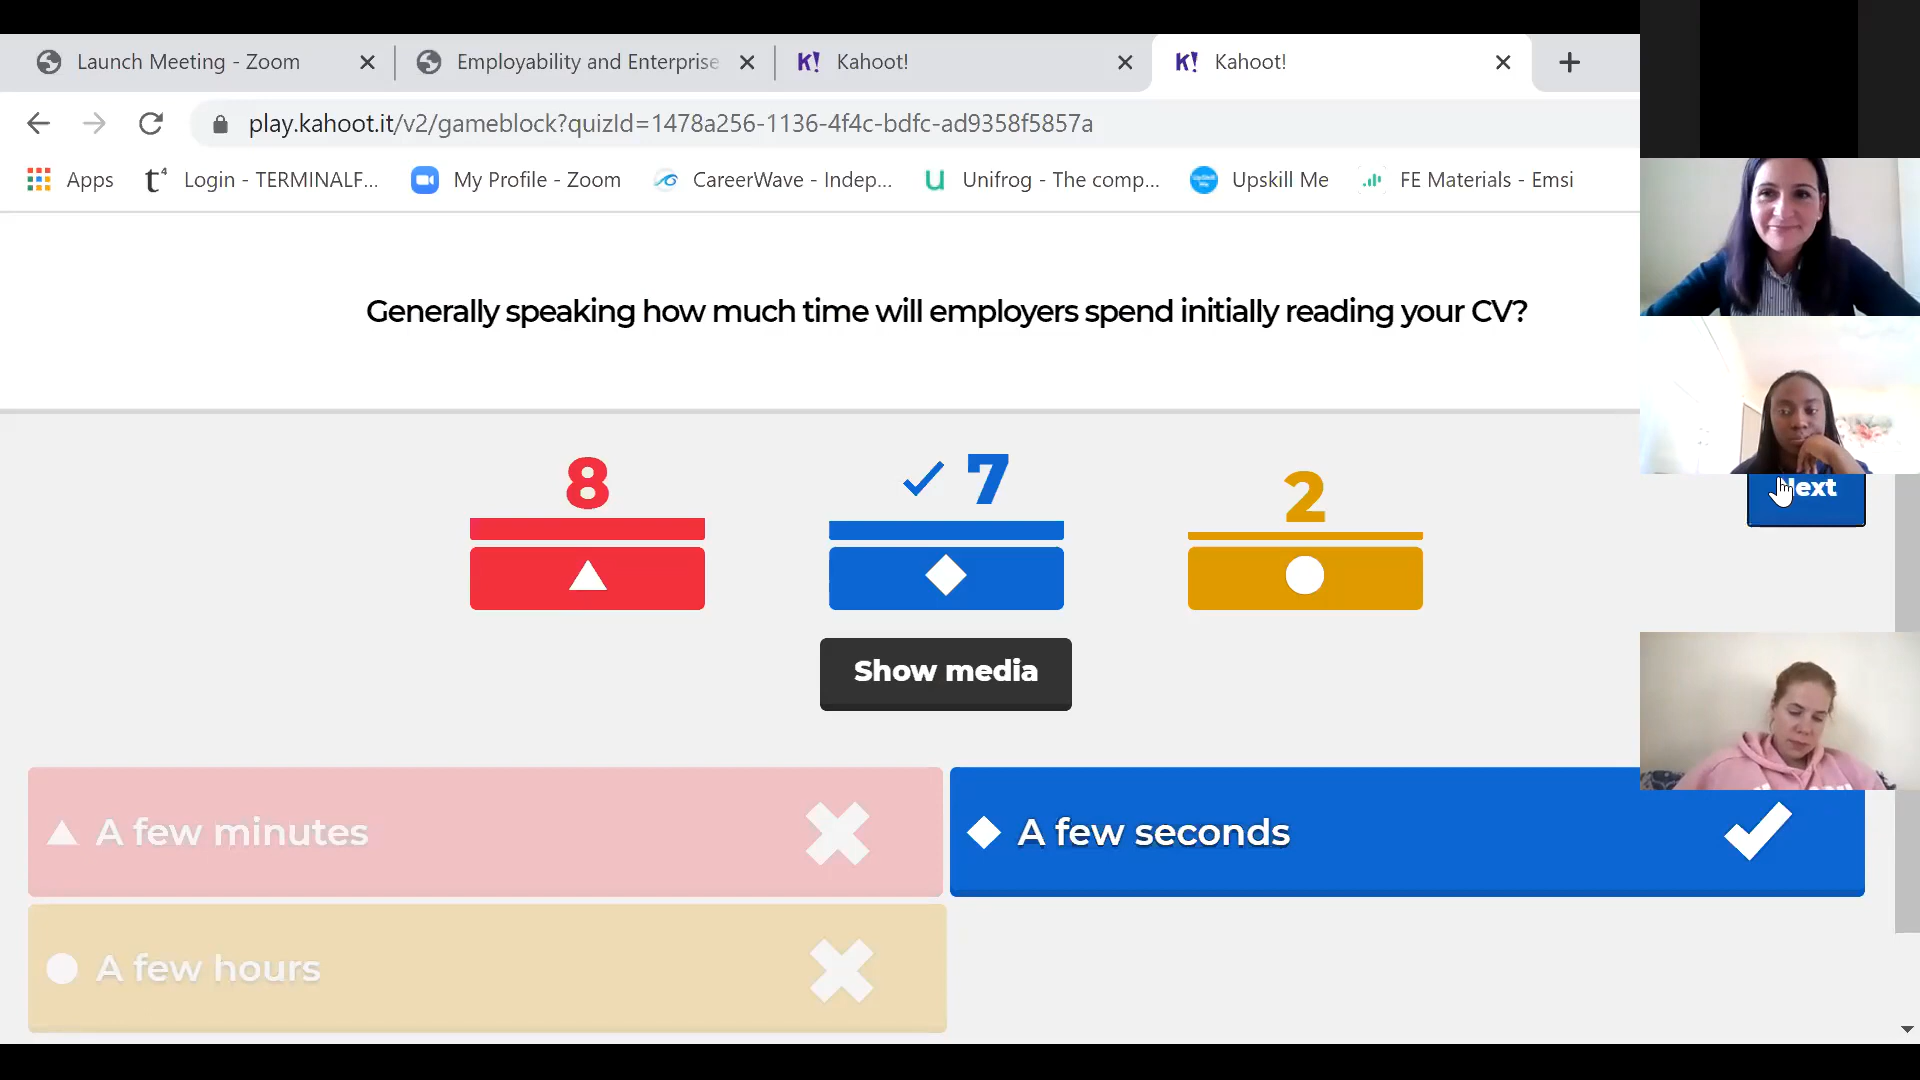 Launch Meeting - Zoom
Employability and Enterprise
K! Kahoot!
K! Kahoot!
play.kahoot.it/v2/gameblock?quizId=1478a256-1136-4f4c-bdfc-ad9358f5857a
Apps
t⁴ Login - TERMINALF...
My Profile - Zoom
CareerWave - Indep...
Unifrog - The comp...
Upskill Me
FE Materials - Emsi
Generally speaking how much time will employers spend initially reading your CV?
8
7
2
Next
Show media
A few minutes
A few seconds
A few hours